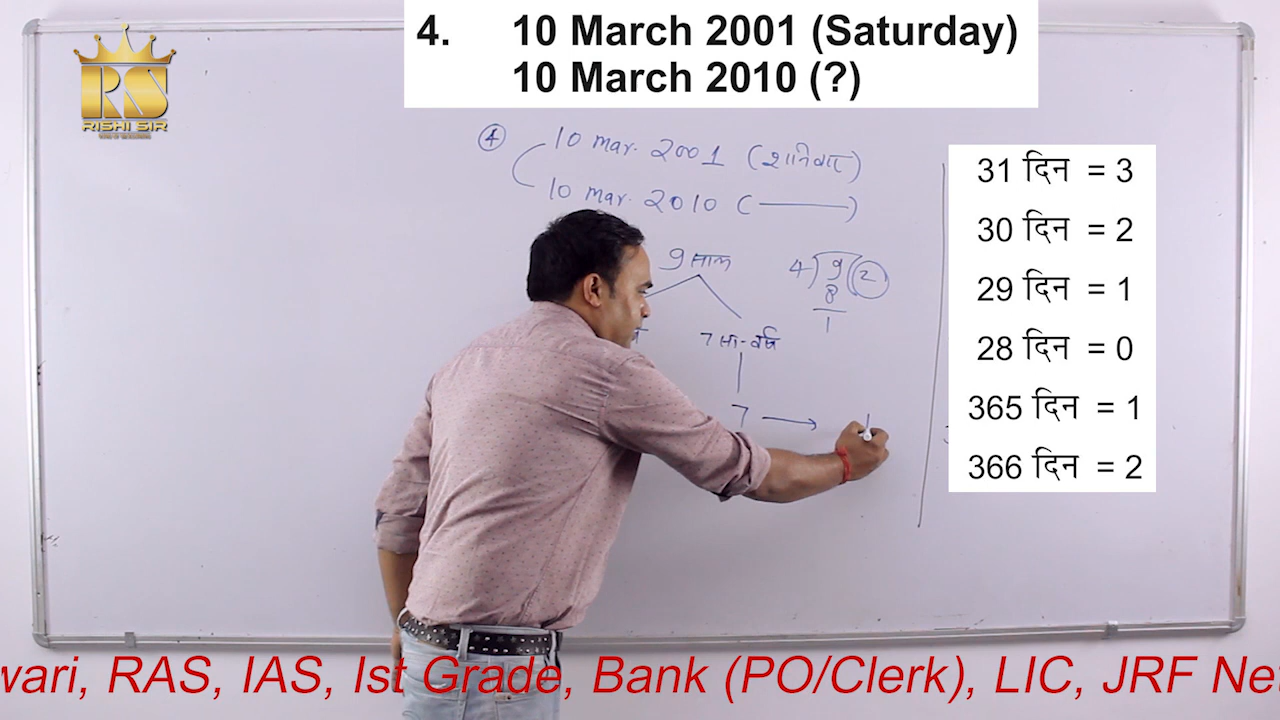 4. 10 March 2001 (Saturday)
10 March 2010 (?)
RS
RISHI SIR
④ 10 mar. 2001 (शनिवार)
10 mar. 2010 ( — )
9 साल
4) 9 (2
8
1
7 सा-वर्ष
7 →
31 दिन = 3
30 दिन = 2
29 दिन = 1
28 दिन = 0
365 दिन = 1
366 दिन = 2
wari, RAS, IAS, Ist Grade, Bank (PO/Clerk), LIC, JRF Ne